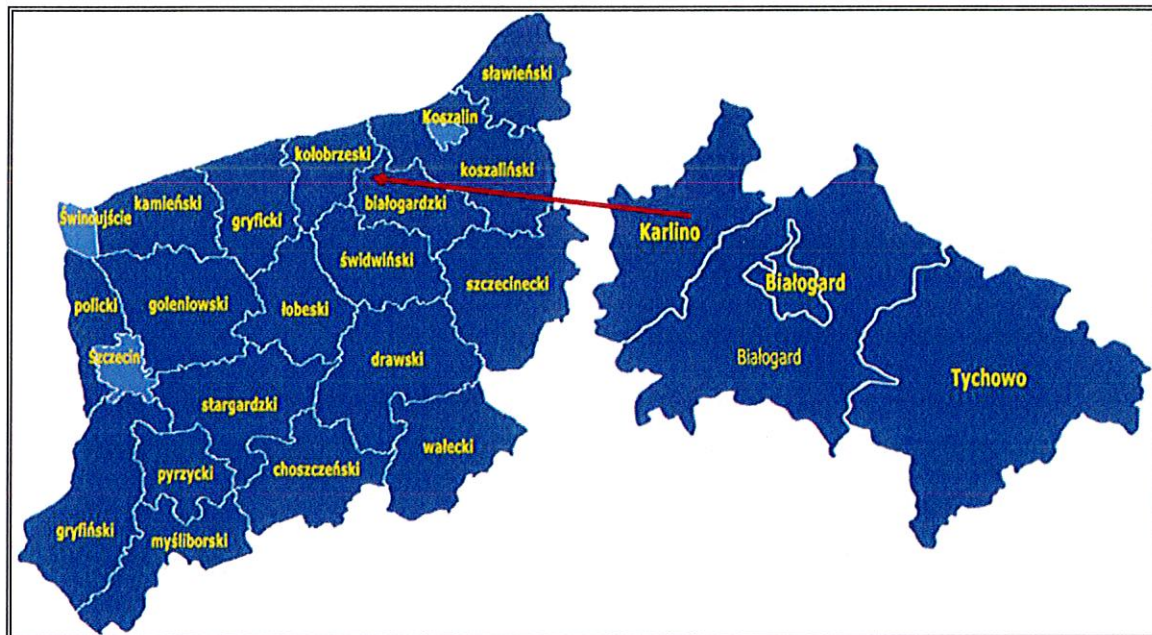 sławieński
Koszalin
kołobrzeski
koszaliński
białogardzki
kamieński
gryficki
Świnoujście
świdwiński
szczecinecki
policki
goleniowski
łobeski
Szczecin
drawski
stargardzki
wałecki
choszczeński
pyrzycki
gryfiński
myśliborski
Karlino
Białogard
Białogard
Tychowo